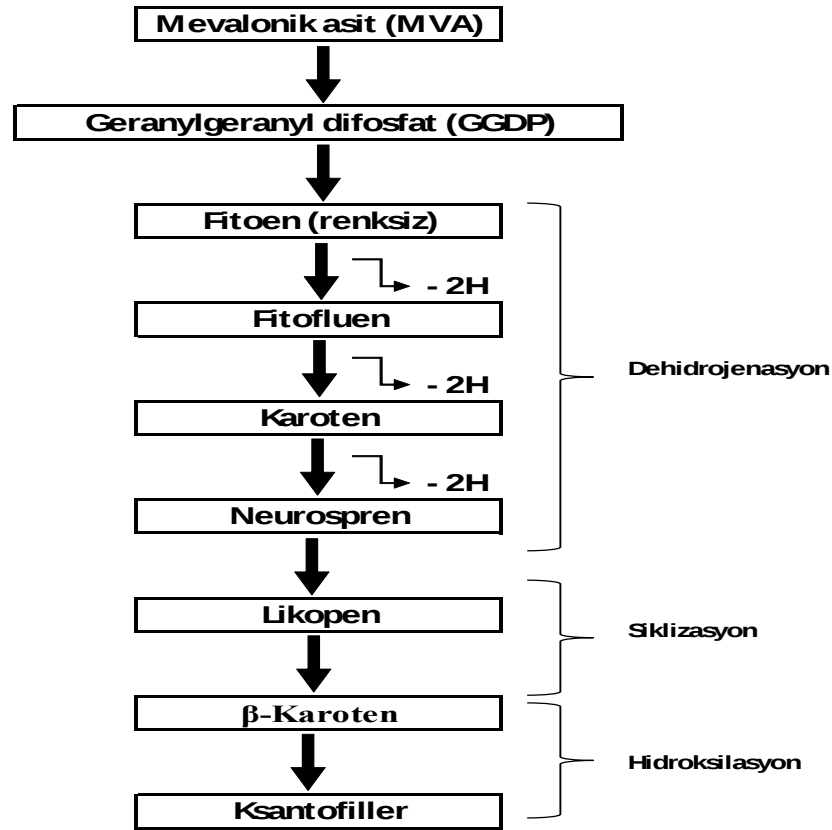 Mevalonik asit (MVA)
Geranylgeranyl difosfat (GGDP)
Fitoen (renksiz)
- 2H
Fitofluen
- 2H
Dehidrojenasyon
Karoten
- 2H
Neurospren
Likopen
Siklizasyon
β-Karoten
Hidroksilasyon
Ksantofiller